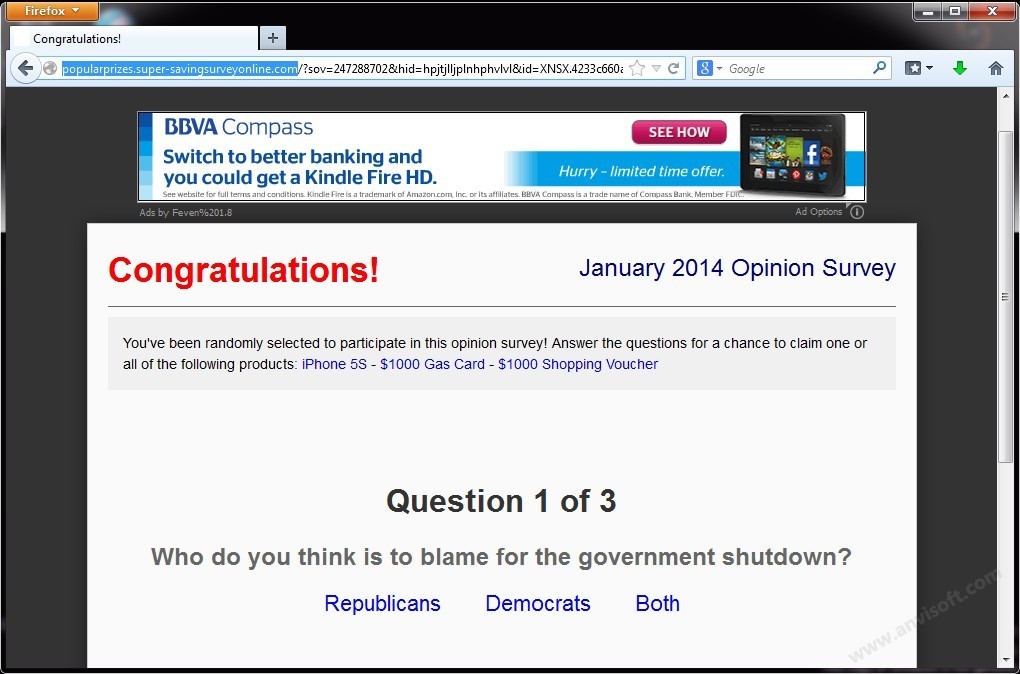 Firefox
Congratulations!
popularprizes.super-savingsurveyonline.com/?sov=247288702&hid=hpjtjlljplnhphvlvl&id=XNSX.4233c660a
Google
BBVA Compass
Switch to better banking and
you could get a Kindle Fire HD.
SEE HOW
Hurry – limited time offer.
See website for full terms and conditions. Kindle Fire is a trademark of Amazon.com, Inc. or its affiliates. BBVA Compass is a trade name of Compass Bank, Member FDIC.
Ads by Feven%201.8
Ad Options
Congratulations!
January 2014 Opinion Survey
You've been randomly selected to participate in this opinion survey! Answer the questions for a chance to claim one or
all of the following products: iPhone 5S - $1000 Gas Card - $1000 Shopping Voucher
Question 1 of 3
Who do you think is to blame for the government shutdown?
Republicans Democrats Both
www.anvisoft.com